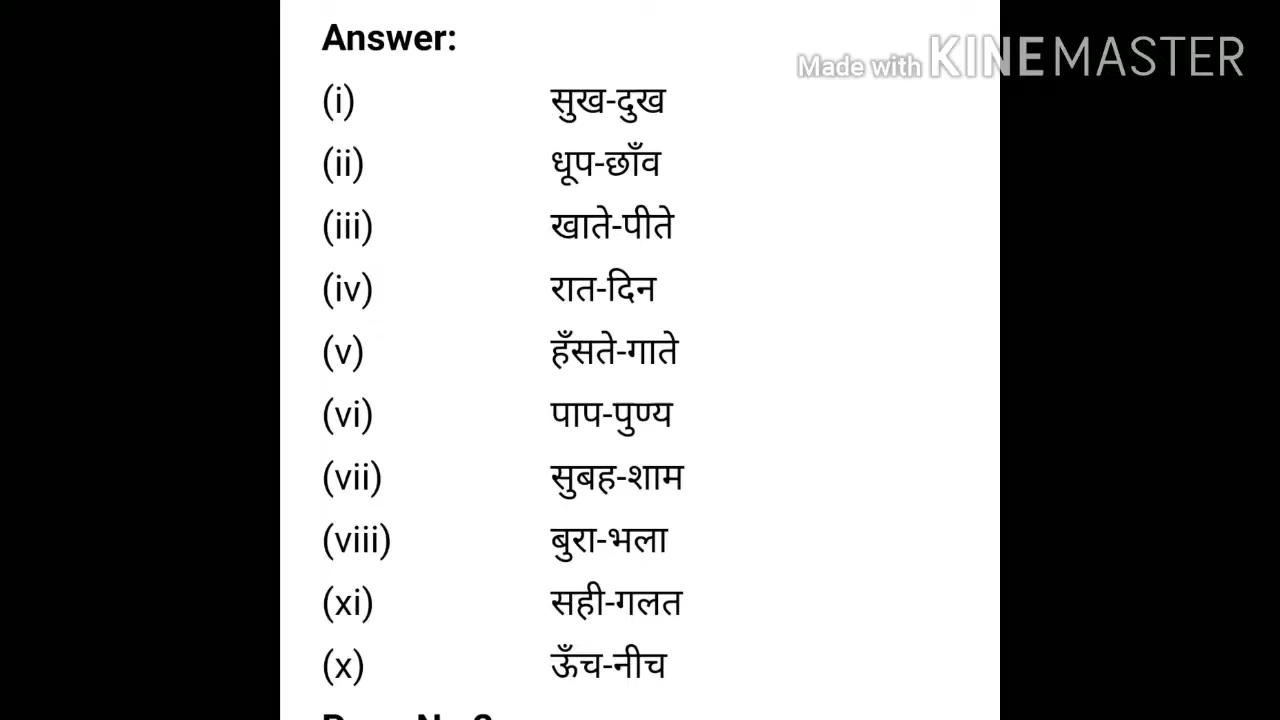 Answer:
Made with KINEMASTER
(i) सुख-दुख
(ii) धूप-छाँव
(iii) खाते-पीते
(iv) रात-दिन
(v) हँसते-गाते
(vi) पाप-पुण्य
(vii) सुबह-शाम
(viii) बुरा-भला
(xi) सही-गलत
(x) ऊँच-नीच